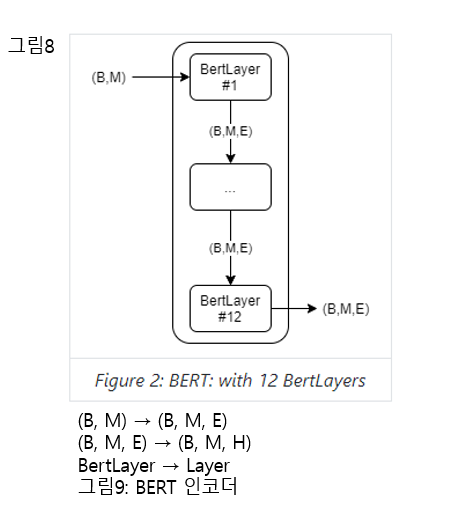 그림8
BertLayer
#1
(B,M)
(B,M,E)
...
(B,M,E)
BertLayer
#12
(B,M,E)
Figure 2: BERT: with 12 BertLayers
(B, M) → (B, M, E)
(B, M, E) → (B, M, H)
BertLayer → Layer
그림9: BERT 인코더